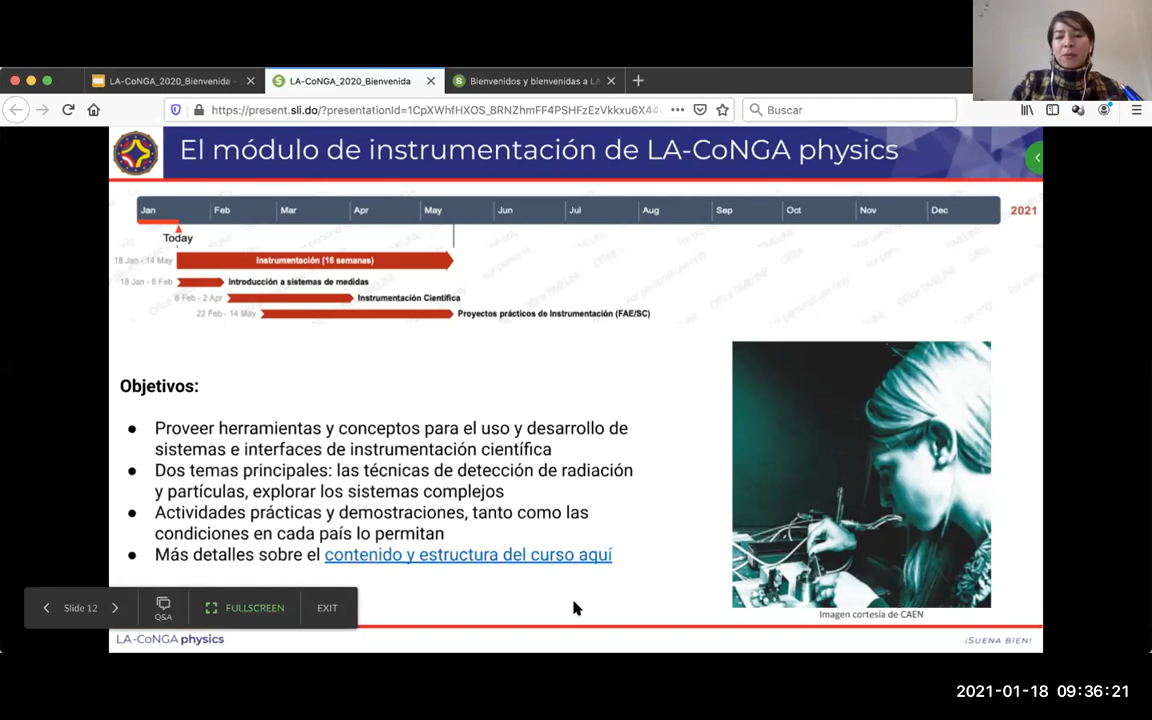 LA-CoNGA_2020_Bienvenida
LA-CoNGA_2020_Bienvenida
Bienvenidos y bienvenidas a LA
https://present.sli.do/?presentationId=1CpXWhfHXOS_8RNZhmFF4PSHFzEzVkkxu6X44
Buscar
El módulo de instrumentación de LA-CoNGA physics
Jan Feb Mar Apr May Jun Jul Aug Sep Oct Nov Dec 2021
Today
18 Jan - 14 May Instrumentación (16 semanas)
18 Jan - 6 Feb Introducción a sistemas de medidas
8 Feb - 2 Apr Instrumentación Científica
22 Feb - 14 May Proyectos prácticos de Instrumentación (FAE/SC)
Objetivos:
● Proveer herramientas y conceptos para el uso y desarrollo de
sistemas e interfaces de instrumentación científica
● Dos temas principales: las técnicas de detección de radiación
y partículas, explorar los sistemas complejos
● Actividades prácticas y demostraciones, tanto como las
condiciones en cada país lo permitan
● Más detalles sobre el contenido y estructura del curso aquí
Imagen cortesía de CAEN
Slide 12
Q&A
FULLSCREEN
EXIT
LA-CoNGA physics
¡SUENA BIEN!
2021-01-18 09:36:21